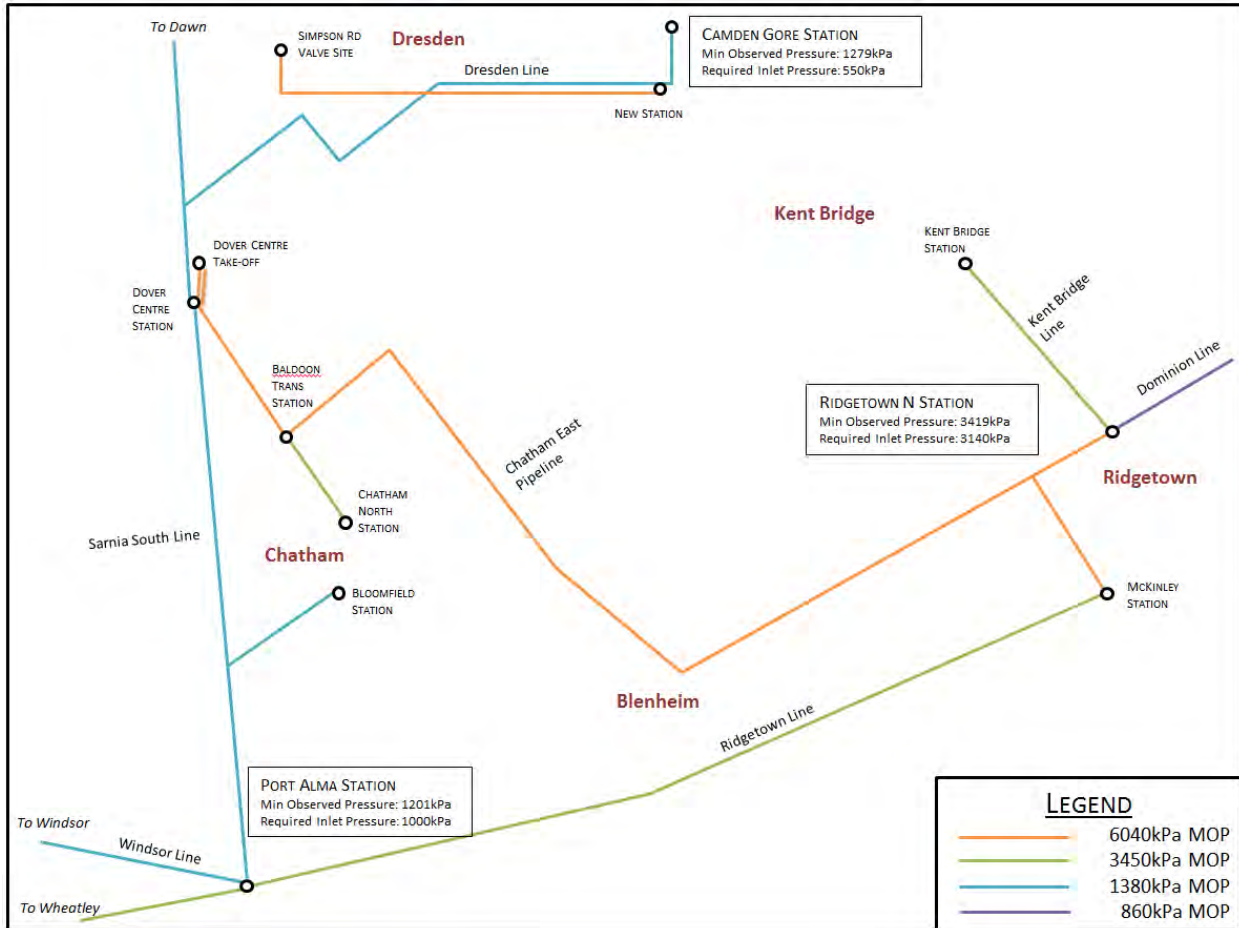 To Dawn
SIMPSON RD
VALVE SITE
Dresden
Dresden Line
NEW STATION
CAMDEN GORE STATION
Min Observed Pressure: 1279kPa
Required Inlet Pressure: 550kPa
Kent Bridge
KENT BRIDGE
STATION
DOVER CENTRE
TAKE-OFF
DOVER
CENTRE
STATION
Kent Bridge
Line
Dominion Line
BALDOON
TRANS
STATION
RIDGETOWN N STATION
Min Observed Pressure: 3419kPa
Required Inlet Pressure: 3140kPa
Chatham East
Pipeline
Ridgetown
CHATHAM
NORTH
STATION
Sarnia South Line
Chatham
BLOOMFIELD
STATION
MCKINLEY
STATION
Blenheim
Ridgetown Line
PORT ALMA STATION
Min Observed Pressure: 1201kPa
Required Inlet Pressure: 1000kPa
To Windsor
Windsor Line
To Wheatley
LEGEND
6040kPa MOP
3450kPa MOP
1380kPa MOP
860kPa MOP